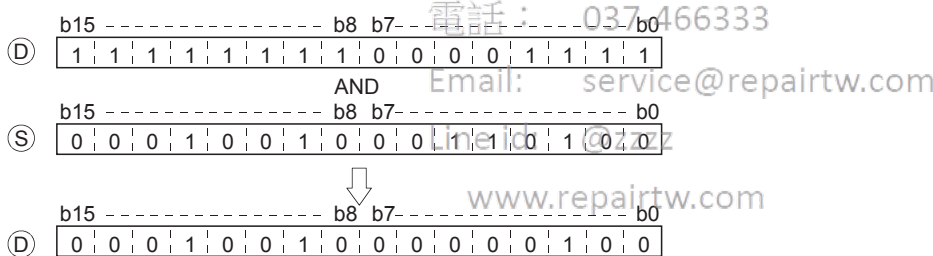 電話： 037-466333
b15 b8 b7 b0
D 1 1 1 1 1 1 1 1 0 0 0 0 1 1 1 1
AND
Email: service@repairtw.com
b15 b8 b7 b0
S 0 0 0 1 0 0 1 0 0 0 1 1 0 1 0 0
Line id: @zzzz
www.repairtw.com
b15 b8 b7 b0
D 0 0 0 1 0 0 1 0 0 0 0 0 0 1 0 0